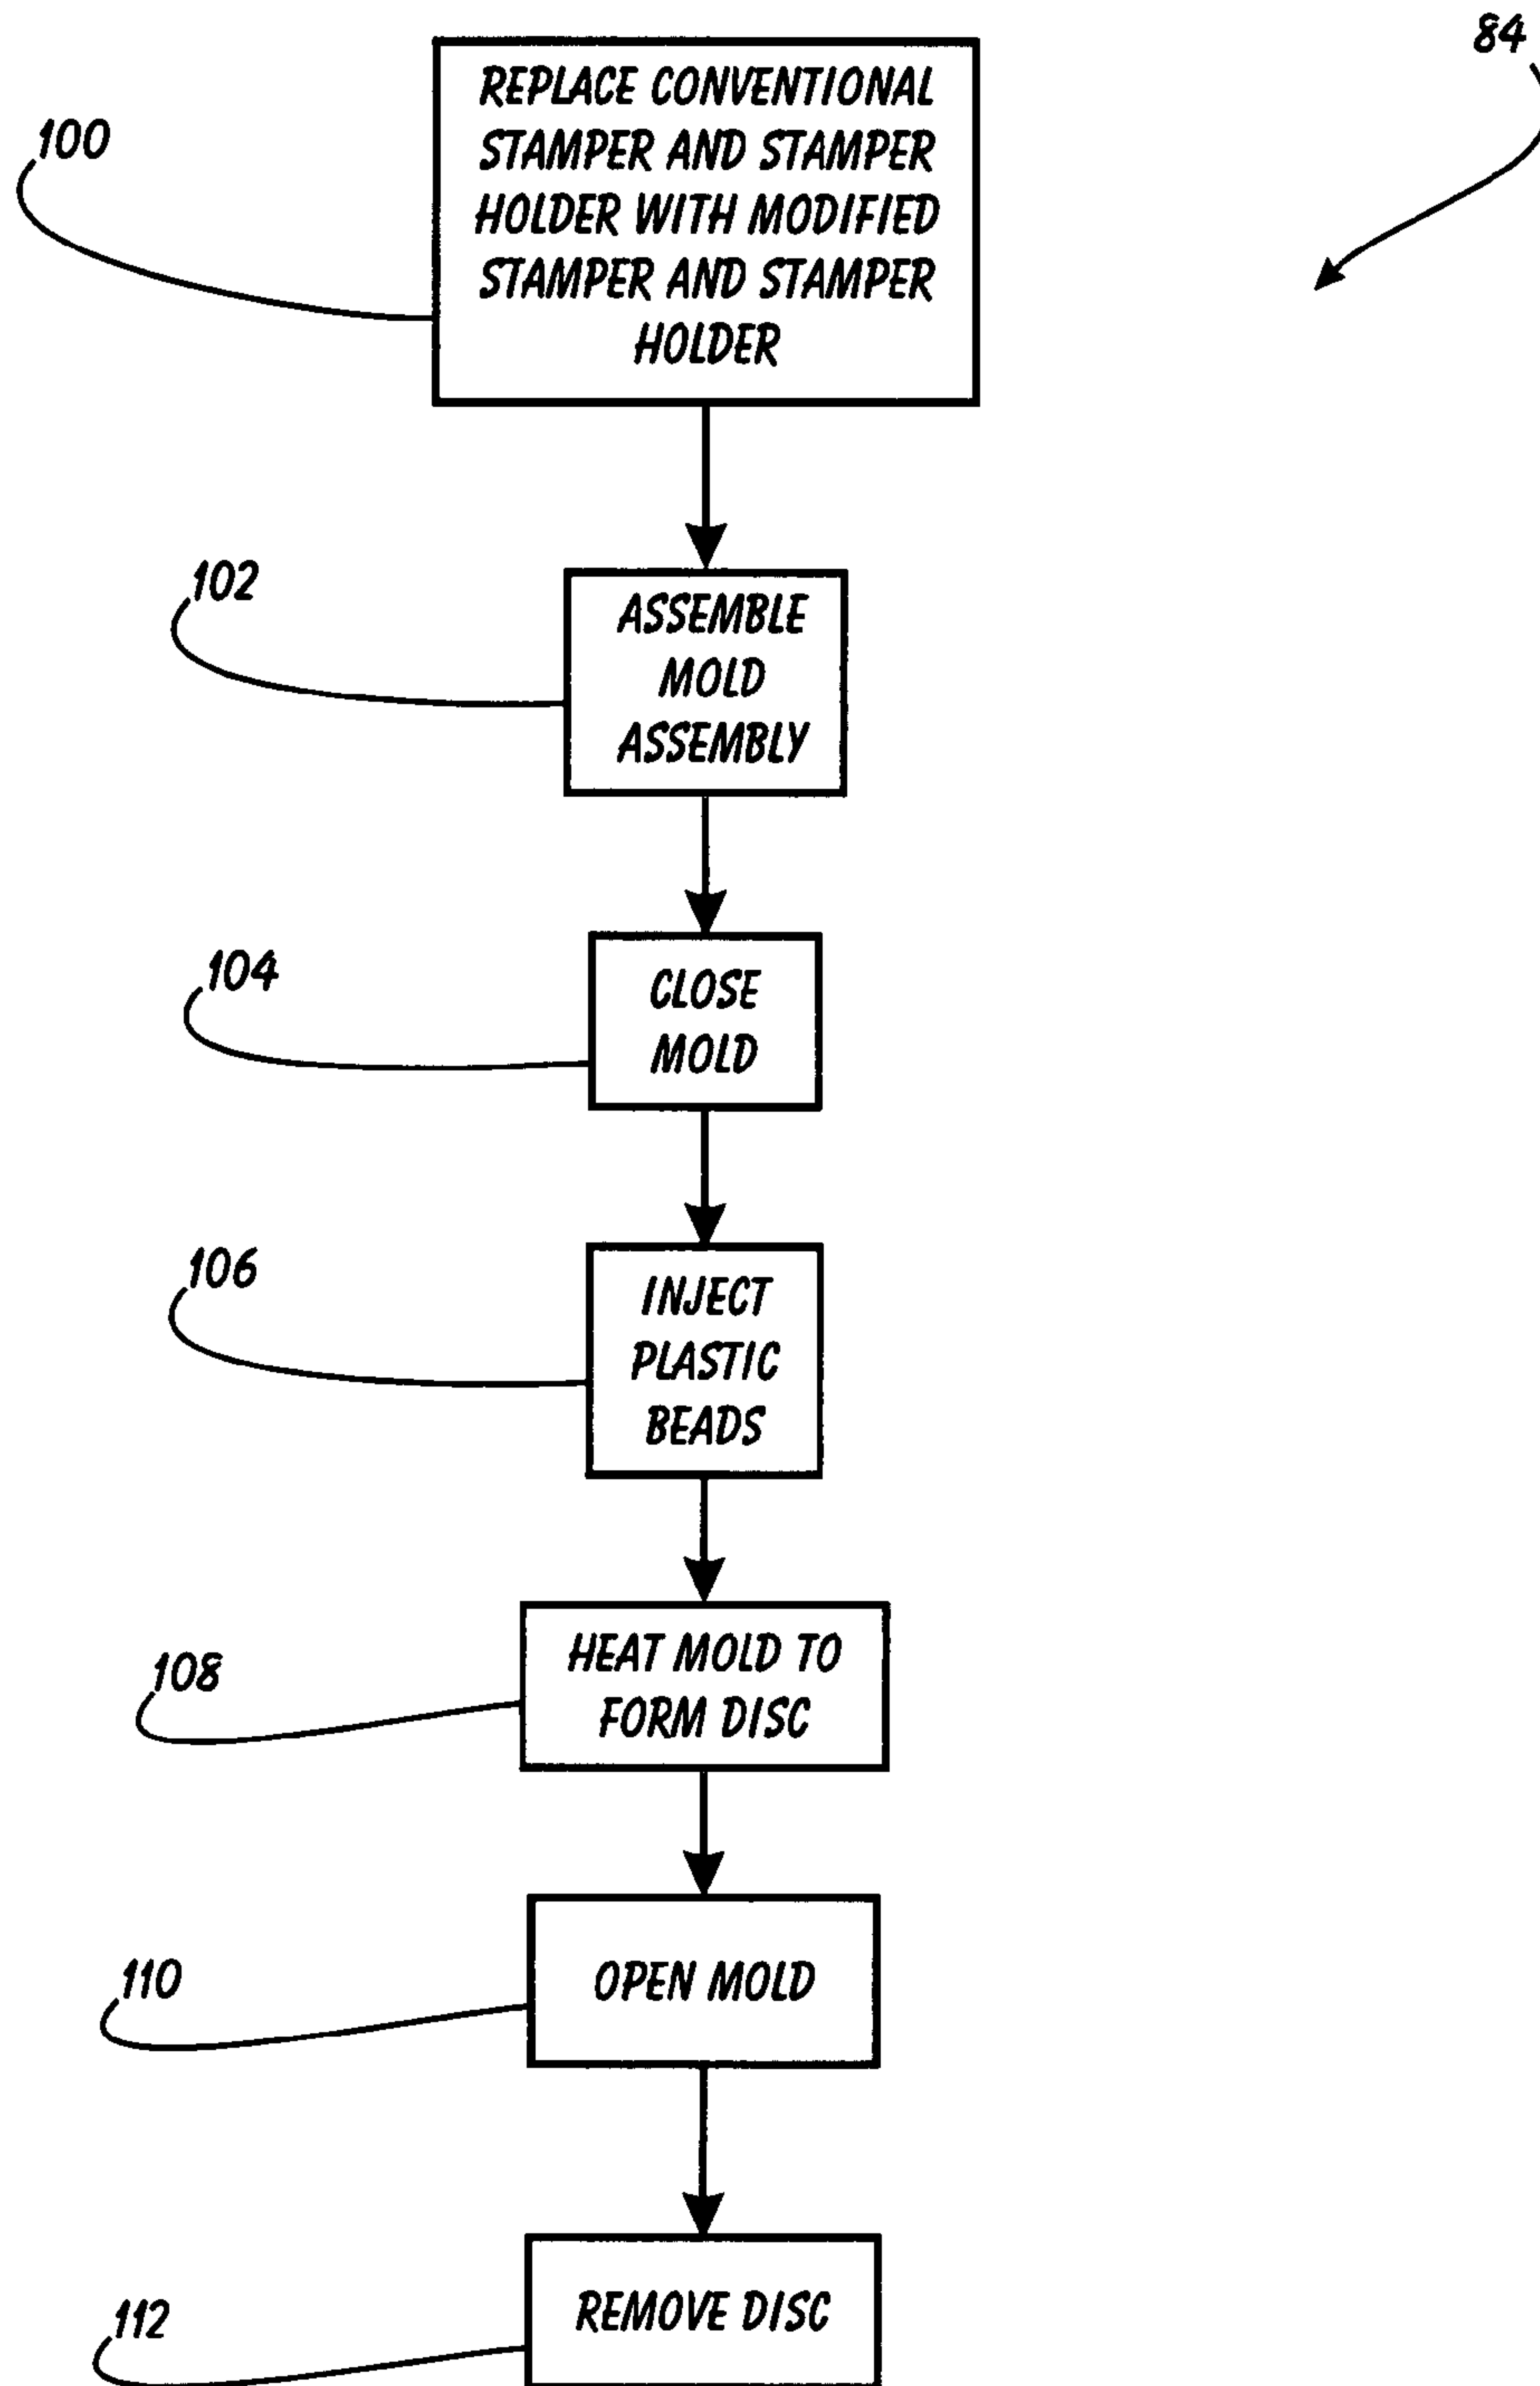 84
100
REPLACE CONVENTIONAL
STAMPER AND STAMPER
HOLDER WITH MODIFIED
STAMPER AND STAMPER
HOLDER
102
ASSEMBLE
MOLD
ASSEMBLY
104
CLOSE
MOLD
106
INJECT
PLASTIC
BEADS
108
HEAT MOLD TO
FORM DISC
110
OPEN MOLD
112
REMOVE DISC